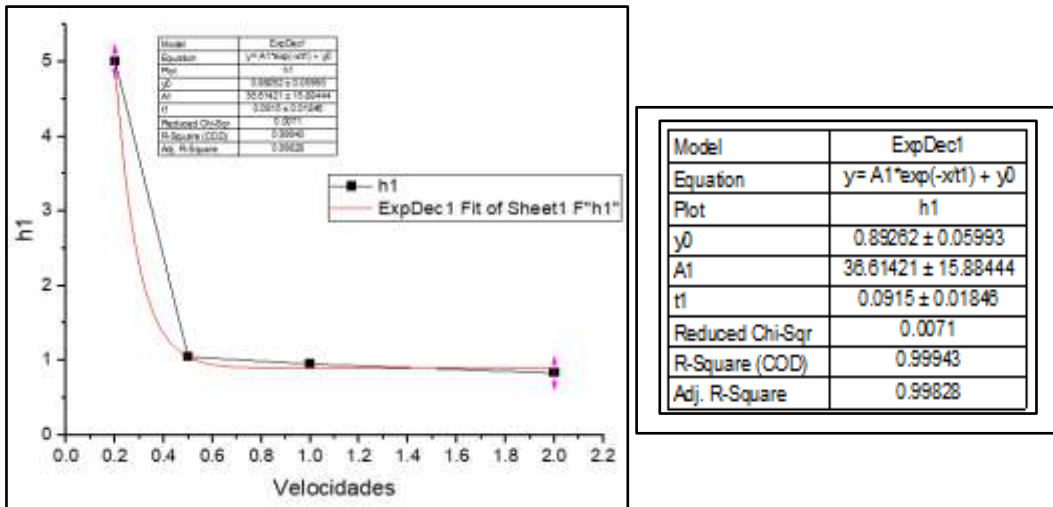 5
4
3
2
1
0
h1
0.0 0.2 0.4 0.6 0.8 1.0 1.2 1.4 1.6 1.8 2.0 2.2
Velocidades
Model ExpDec1
Equation y= A1*exp(-x/t1) + y0
Plot h1
y0 0.89262 ± 0.05993
A1 36.61421 ± 15.88444
t1 0.0915 ± 0.01846
Reduced Chi-Sqr 0.0071
R-Square (COD) 0.99943
Adj. R-Square 0.99828
h1
ExpDec1 Fit of Sheet1 F"h1"
Model ExpDec1
Equation y= A1*exp(-x/t1) + y0
Plot h1
y0 0.89262 ± 0.05993
A1 36.61421 ± 15.88444
t1 0.0915 ± 0.01846
Reduced Chi-Sqr 0.0071
R-Square (COD) 0.99943
Adj. R-Square 0.99828